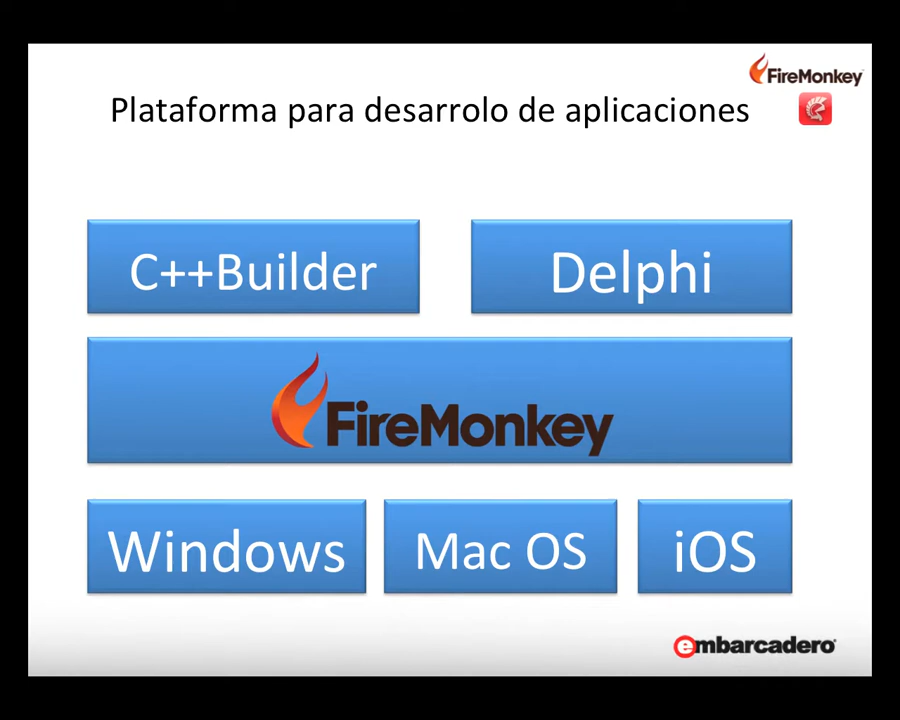 FireMonkey
Plataforma para desarrolo de aplicaciones
C++Builder
Delphi
FireMonkey
Windows
Mac OS
iOS
embarcadero